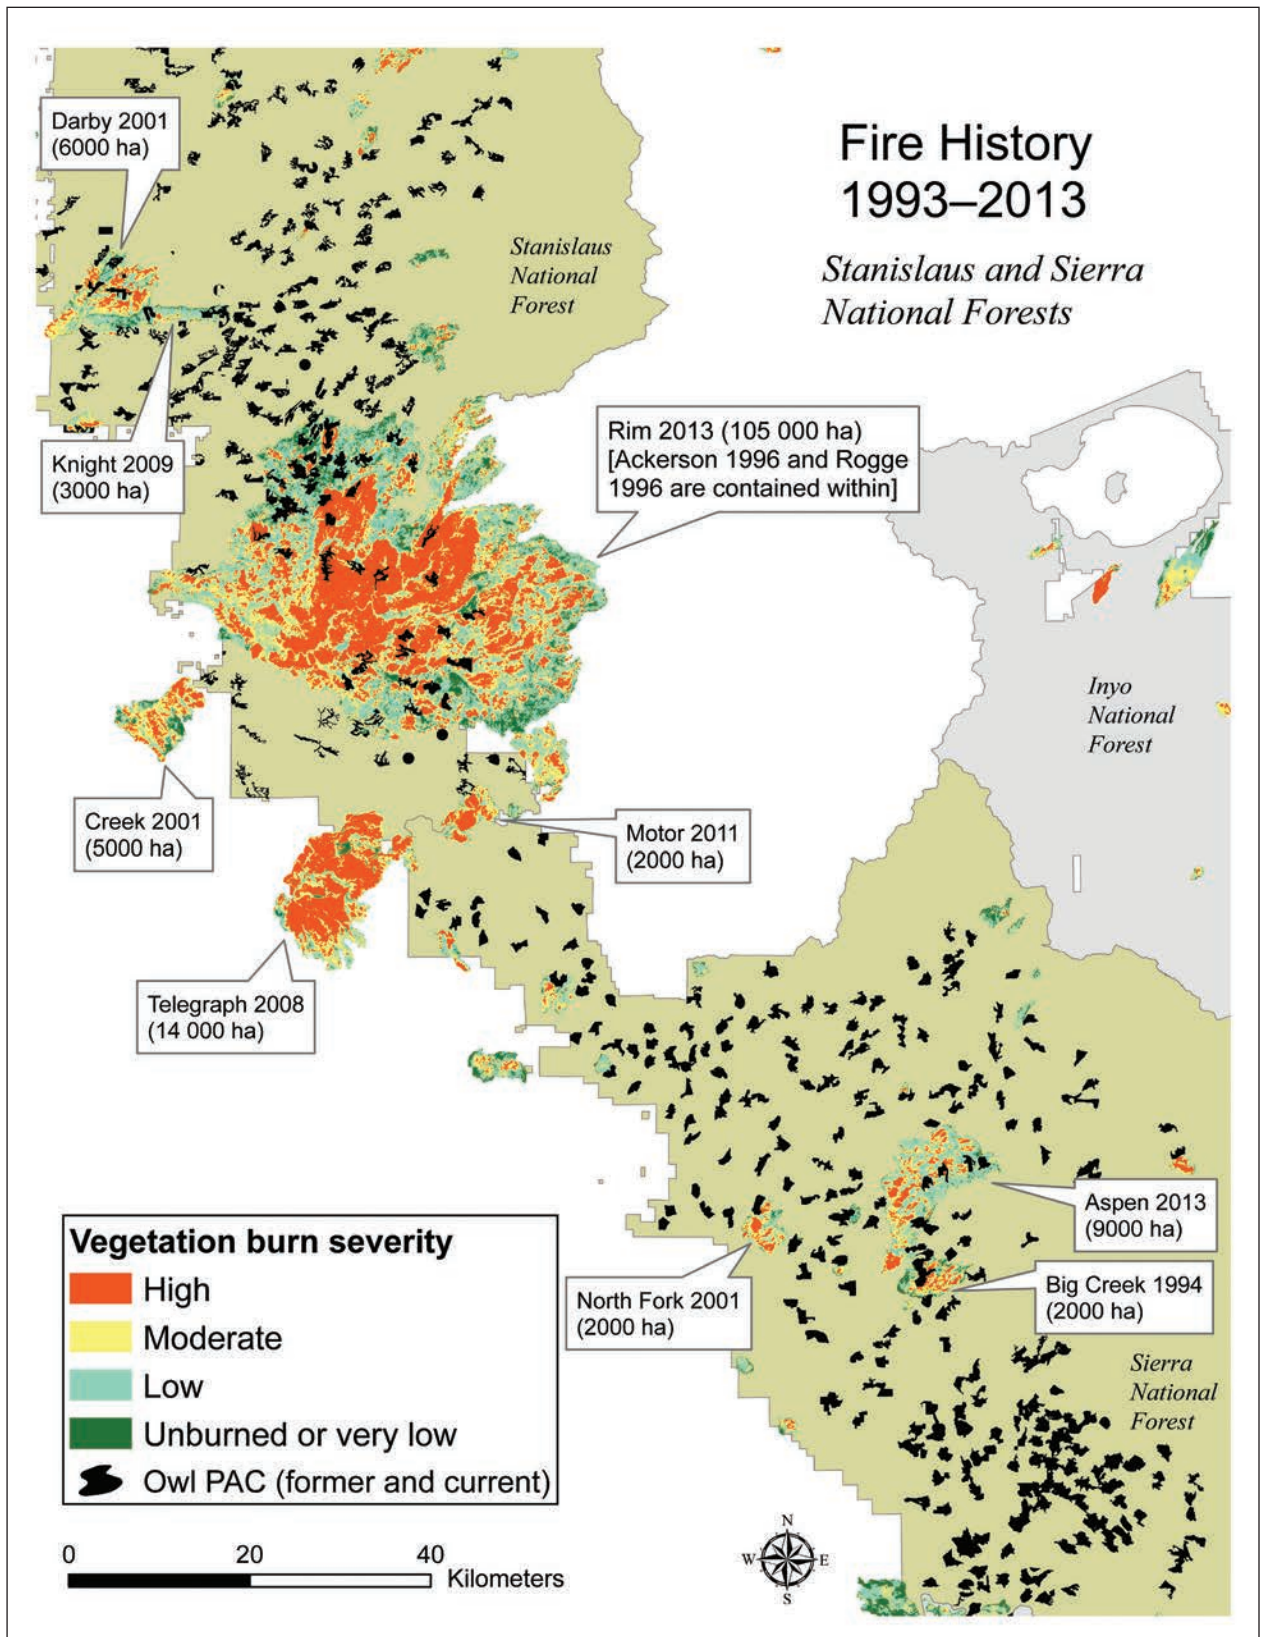 Fire History
1993–2013
Stanislaus and Sierra
National Forests
Darby 2001
(6000 ha)
Stanislaus
National
Forest
Knight 2009
(3000 ha)
Rim 2013 (105 000 ha)
[Ackerson 1996 and Rogge
1996 are contained within]
Inyo
National
Forest
Creek 2001
(5000 ha)
Motor 2011
(2000 ha)
Telegraph 2008
(14 000 ha)
Aspen 2013
(9000 ha)
North Fork 2001
(2000 ha)
Big Creek 1994
(2000 ha)
Sierra
National
Forest
Vegetation burn severity
High
Moderate
Low
Unburned or very low
Owl PAC (former and current)
0 20 40
Kilometers
N
W E
S